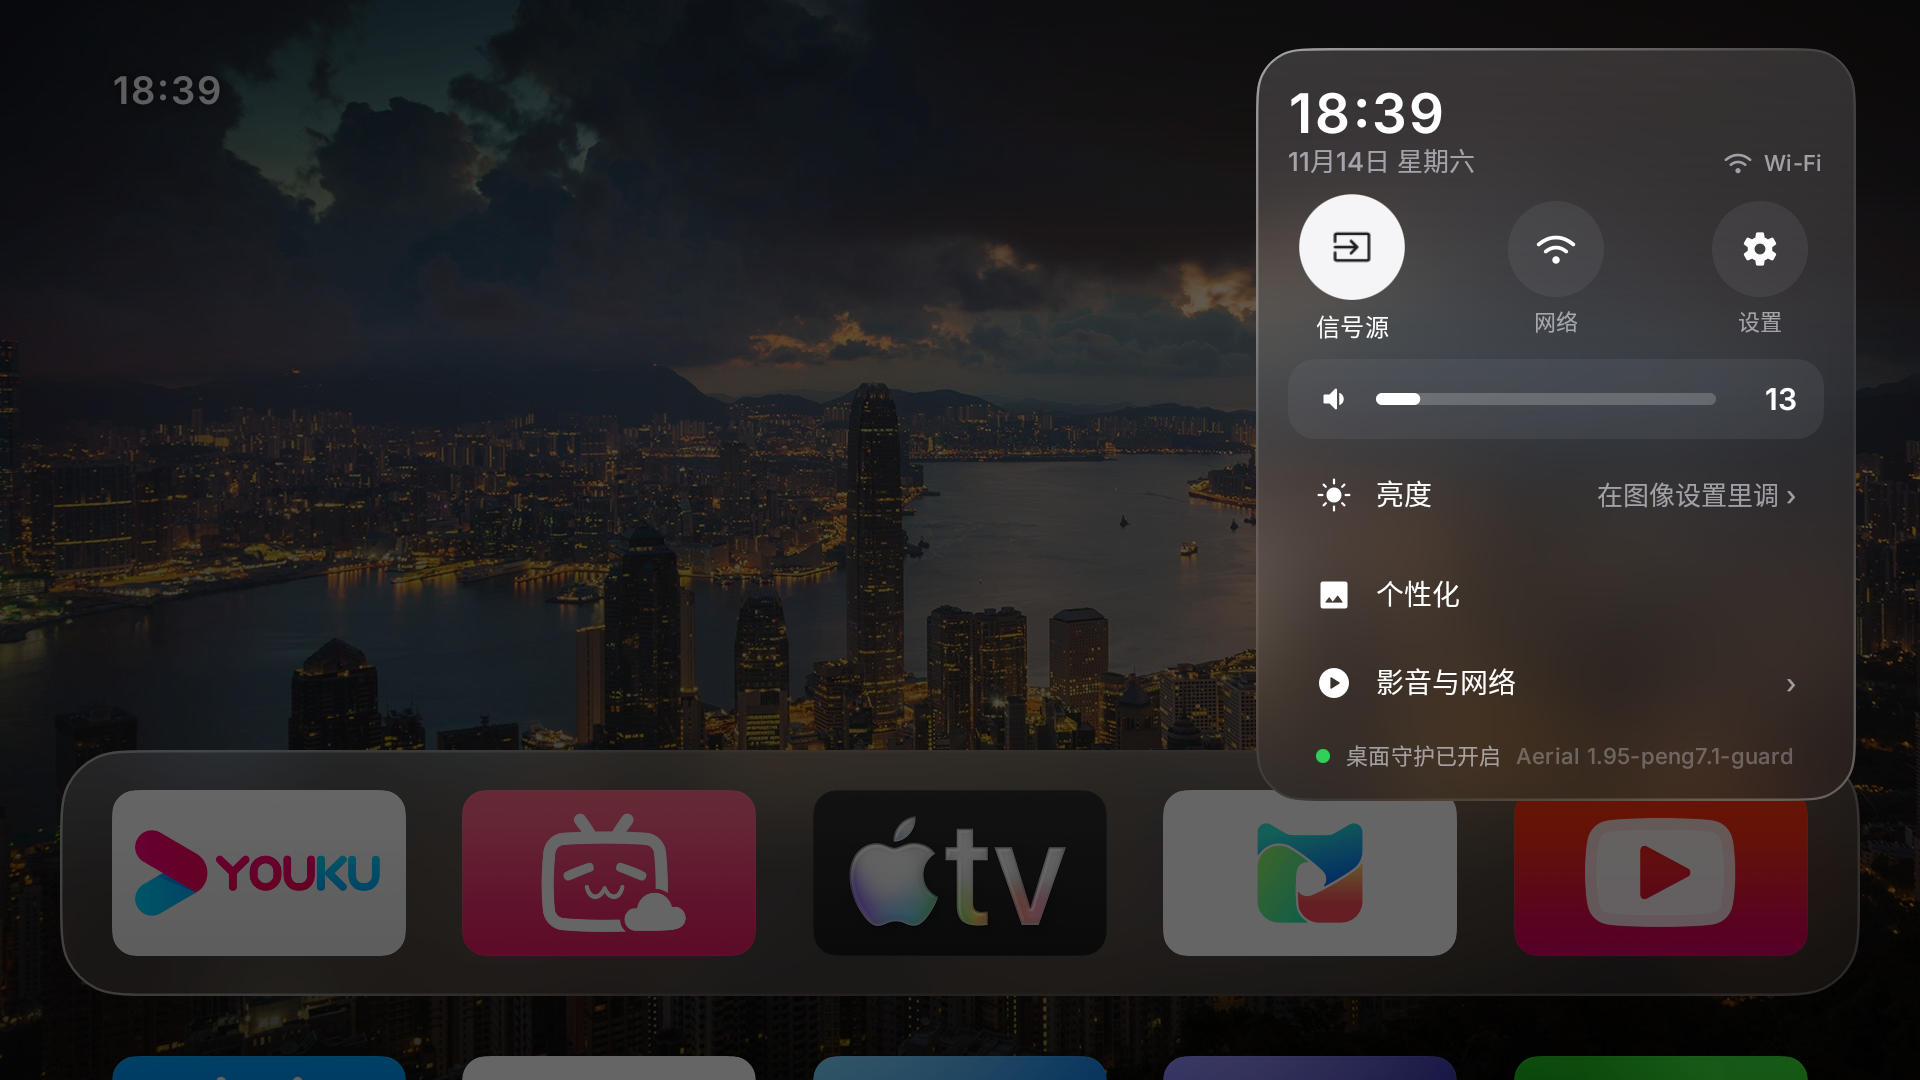 18:39
18:39
11月14日 星期六
Wi-Fi
信号源
网络
设置
13
亮度
在图像设置里调 ›
个性化
影音与网络 ›
桌面守护已开启 Aerial 1.95-peng7.1-guard
YOUKU
tv